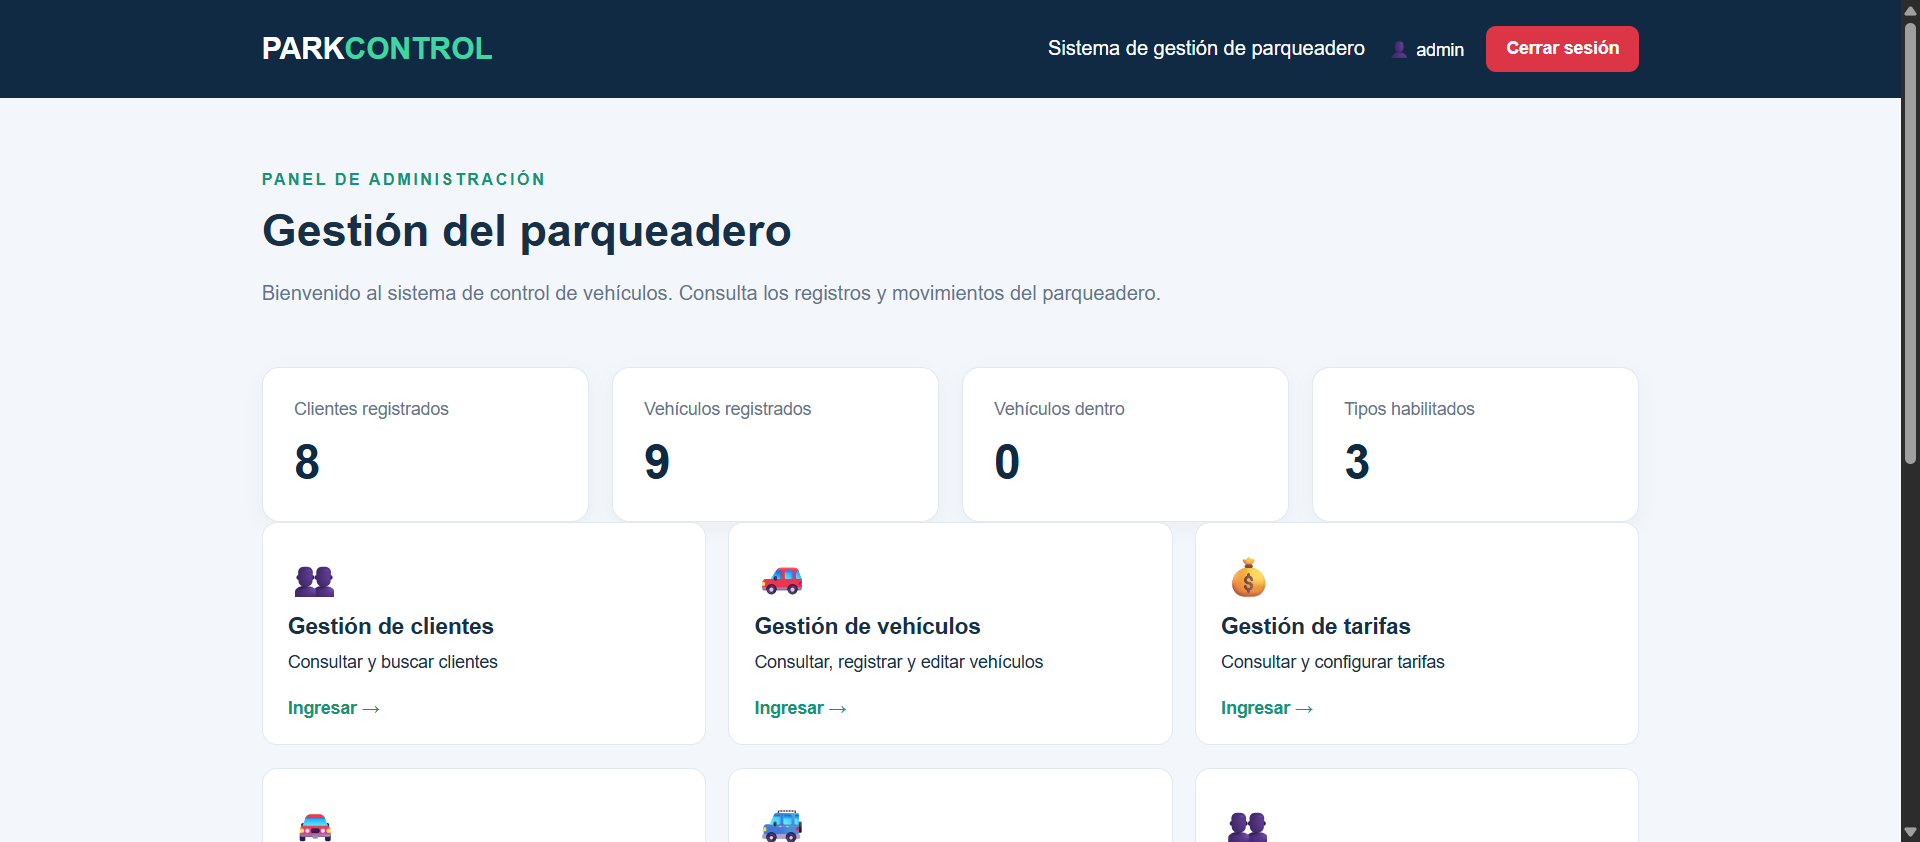 PARKCONTROL
Sistema de gestión de parqueadero
admin
Cerrar sesión
PANEL DE ADMINISTRACIÓN
Gestión del parqueadero
Bienvenido al sistema de control de vehículos. Consulta los registros y movimientos del parqueadero.
Clientes registrados
8
Vehículos registrados
9
Vehículos dentro
0
Tipos habilitados
3
Gestión de clientes
Consultar y buscar clientes
Ingresar →
Gestión de vehículos
Consultar, registrar y editar vehículos
Ingresar →
Gestión de tarifas
Consultar y configurar tarifas
Ingresar →